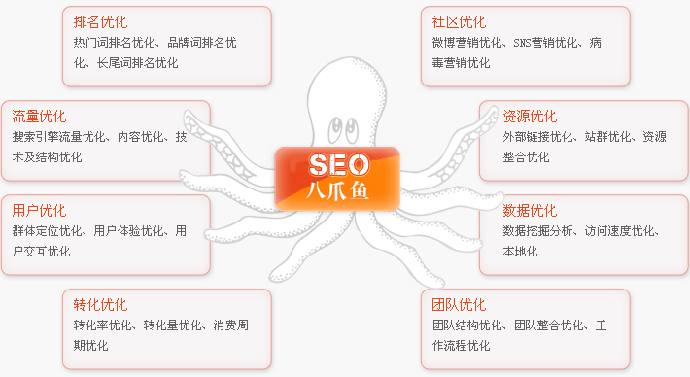 排名优化
热门词排名优化、品牌词排名优
化、长尾词排名优化
社区优化
微博营销优化、SNS营销优化、病
毒营销优化
流量优化
搜索引擎流量优化、内容优化、技
术及结构优化
资源优化
外部链接优化、站群优化、资源
整合优化
SEO
八爪鱼
用户优化
群体定位优化、用户体验优化、用
户交互优化
数据优化
数据挖掘分析、访问速度优化、
本地化
转化优化
转化率优化、转化量优化、消费周
期优化
团队优化
团队结构优化、团队整合优化、工
作流程优化